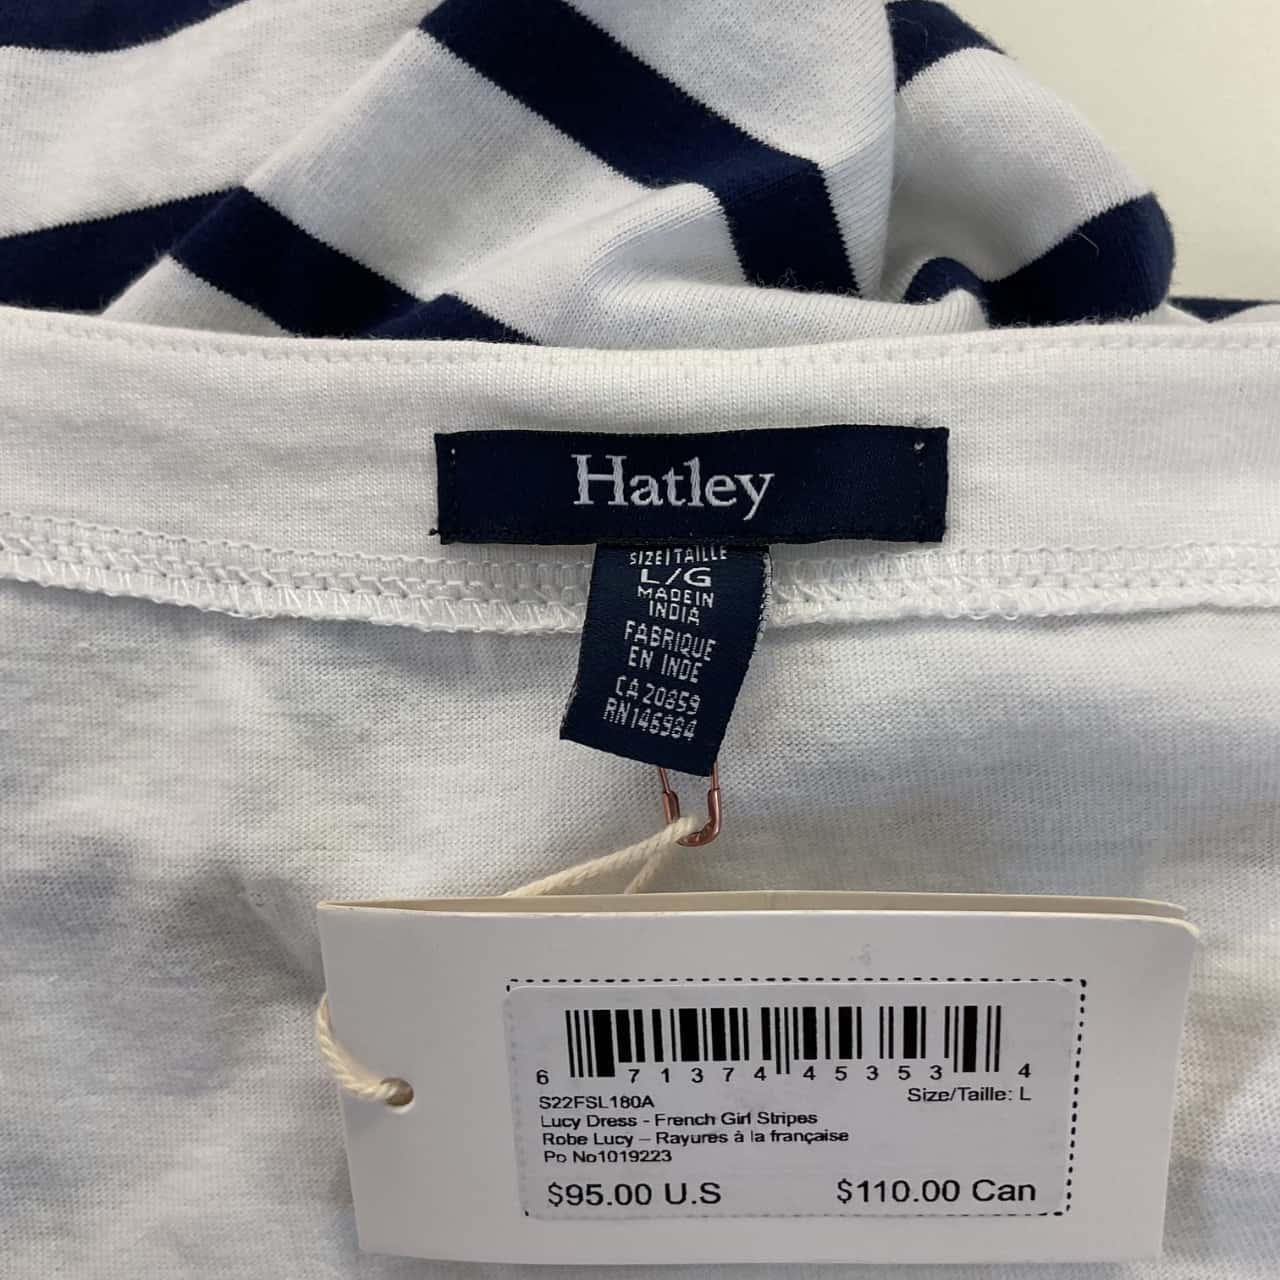 Hatley
SIZE|TAILLE
L/G
MADE IN
INDIA
FABRIQUE
EN INDE
CA 20859
RN146984
6 71374 45353 4
S22FSL180A
Size/Taille: L
Lucy Dress - French Girl Stripes
Robe Lucy – Rayures à la française
Po No1019223
$95.00 U.S
$110.00 Can